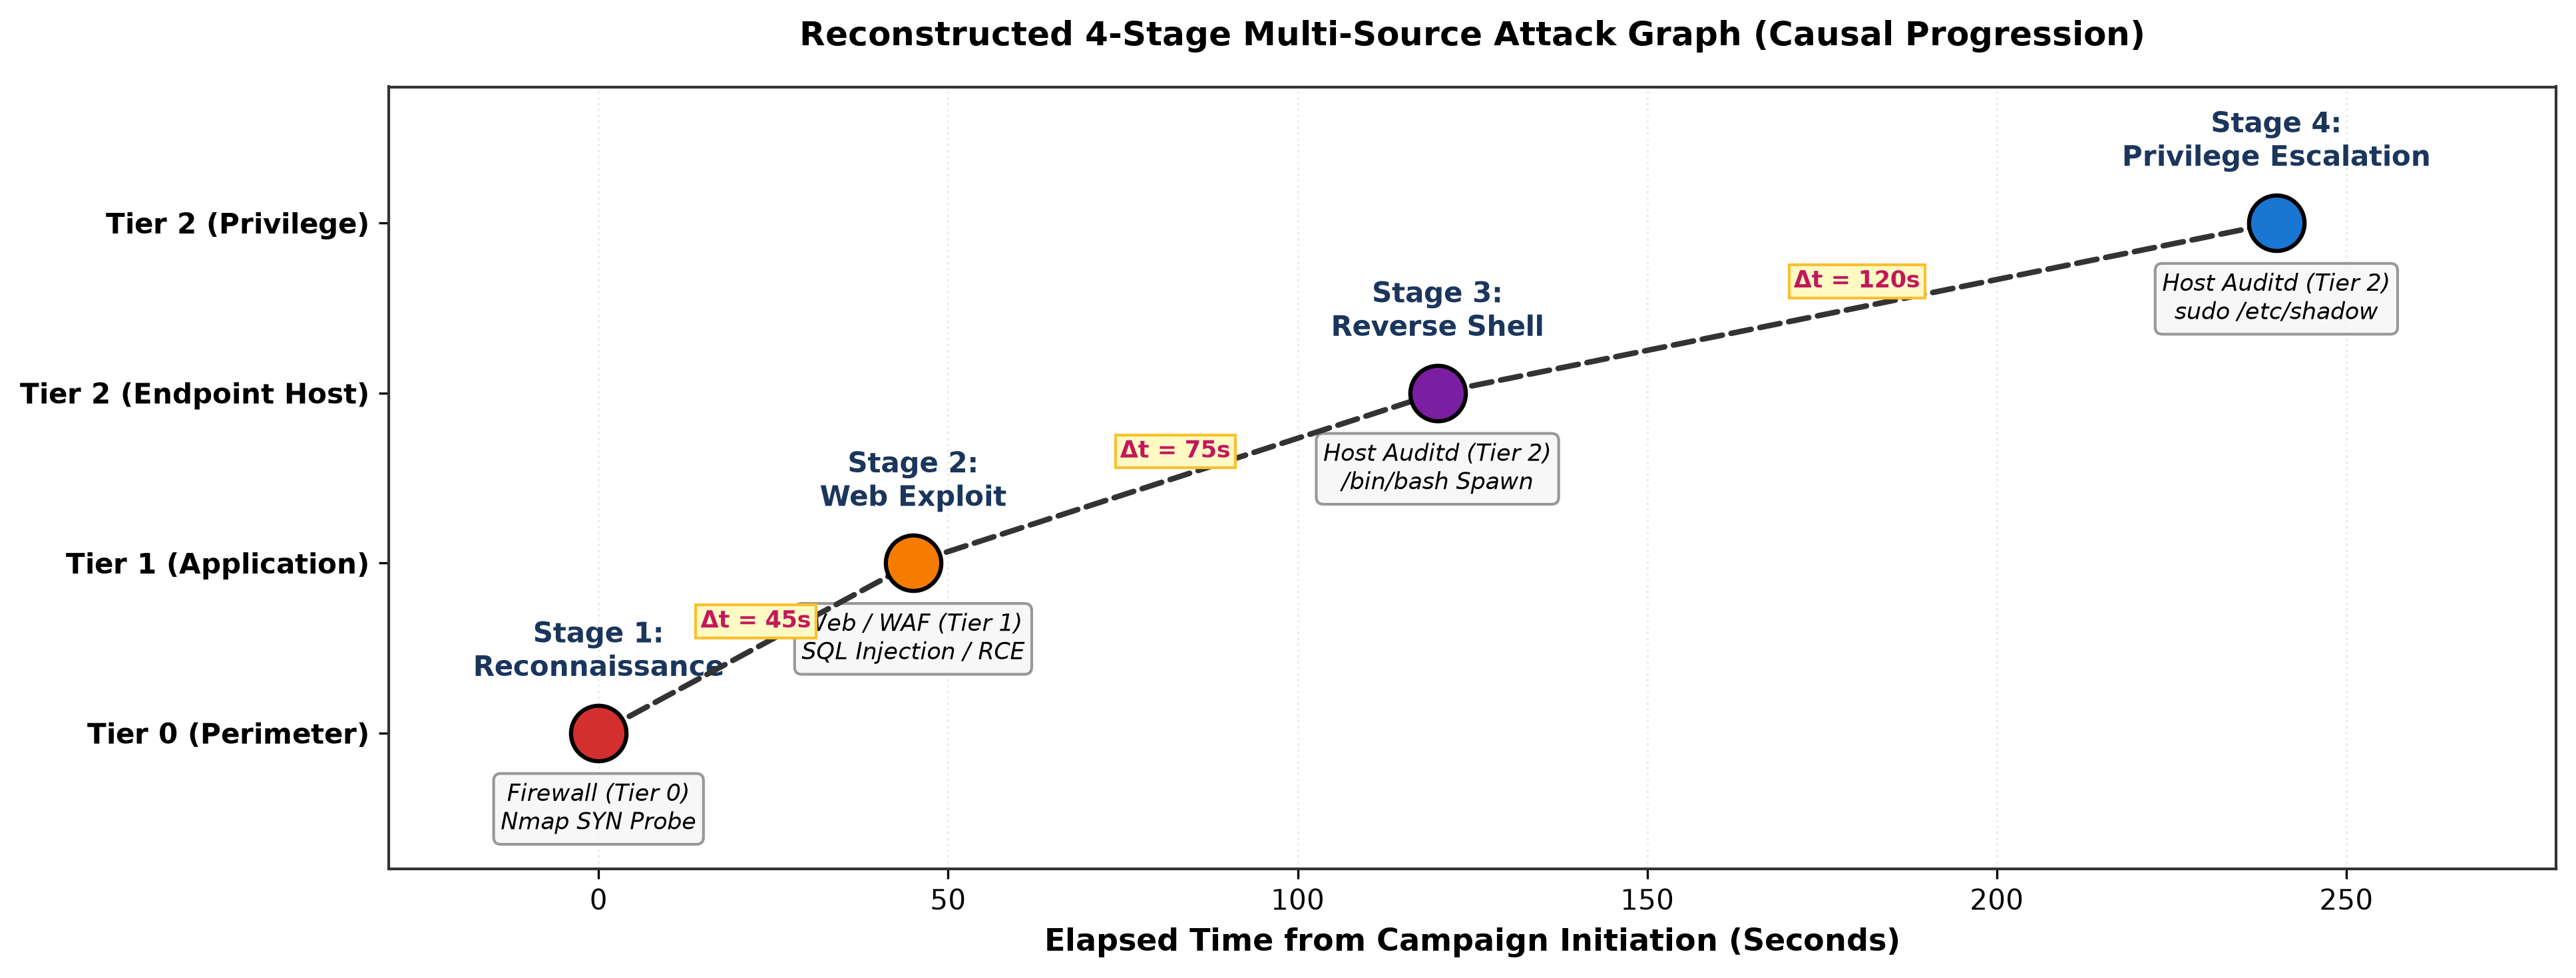 Reconstructed 4-Stage Multi-Source Attack Graph (Causal Progression)
Stage 4:
Privilege Escalation
Tier 2 (Privilege)
Host Auditd (Tier 2)
sudo /etc/shadow
Δt = 120s
Stage 3:
Reverse Shell
Tier 2 (Endpoint Host)
Host Auditd (Tier 2)
/bin/bash Spawn
Δt = 75s
Stage 2:
Web Exploit
Tier 1 (Application)
Web / WAF (Tier 1)
SQL Injection / RCE
Δt = 45s
Stage 1:
Reconnaissance
Tier 0 (Perimeter)
Firewall (Tier 0)
Nmap SYN Probe
0 50 100 150 200 250
Elapsed Time from Campaign Initiation (Seconds)